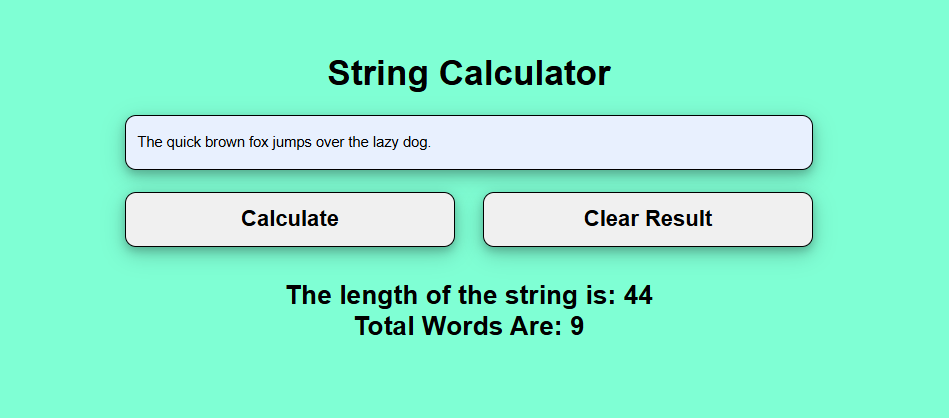 String Calculator
The quick brown fox jumps over the lazy dog.
Calculate
Clear Result
The length of the string is: 44
Total Words Are: 9